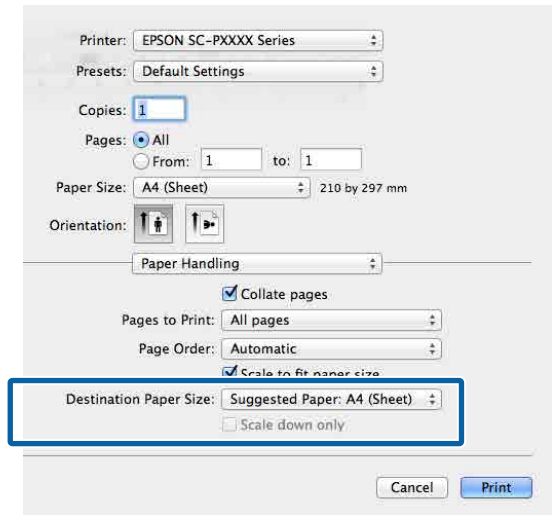 Printer: EPSON SC-PXXXX Series
Presets: Default Settings
Copies: 1
Pages: All
From: 1 to: 1
Paper Size: A4 (Sheet) 210 by 297 mm
Orientation:
Paper Handling
Collate pages
Pages to Print: All pages
Page Order: Automatic
Scale to fit paper size
Destination Paper Size: Suggested Paper: A4 (Sheet)
Scale down only
Cancel Print